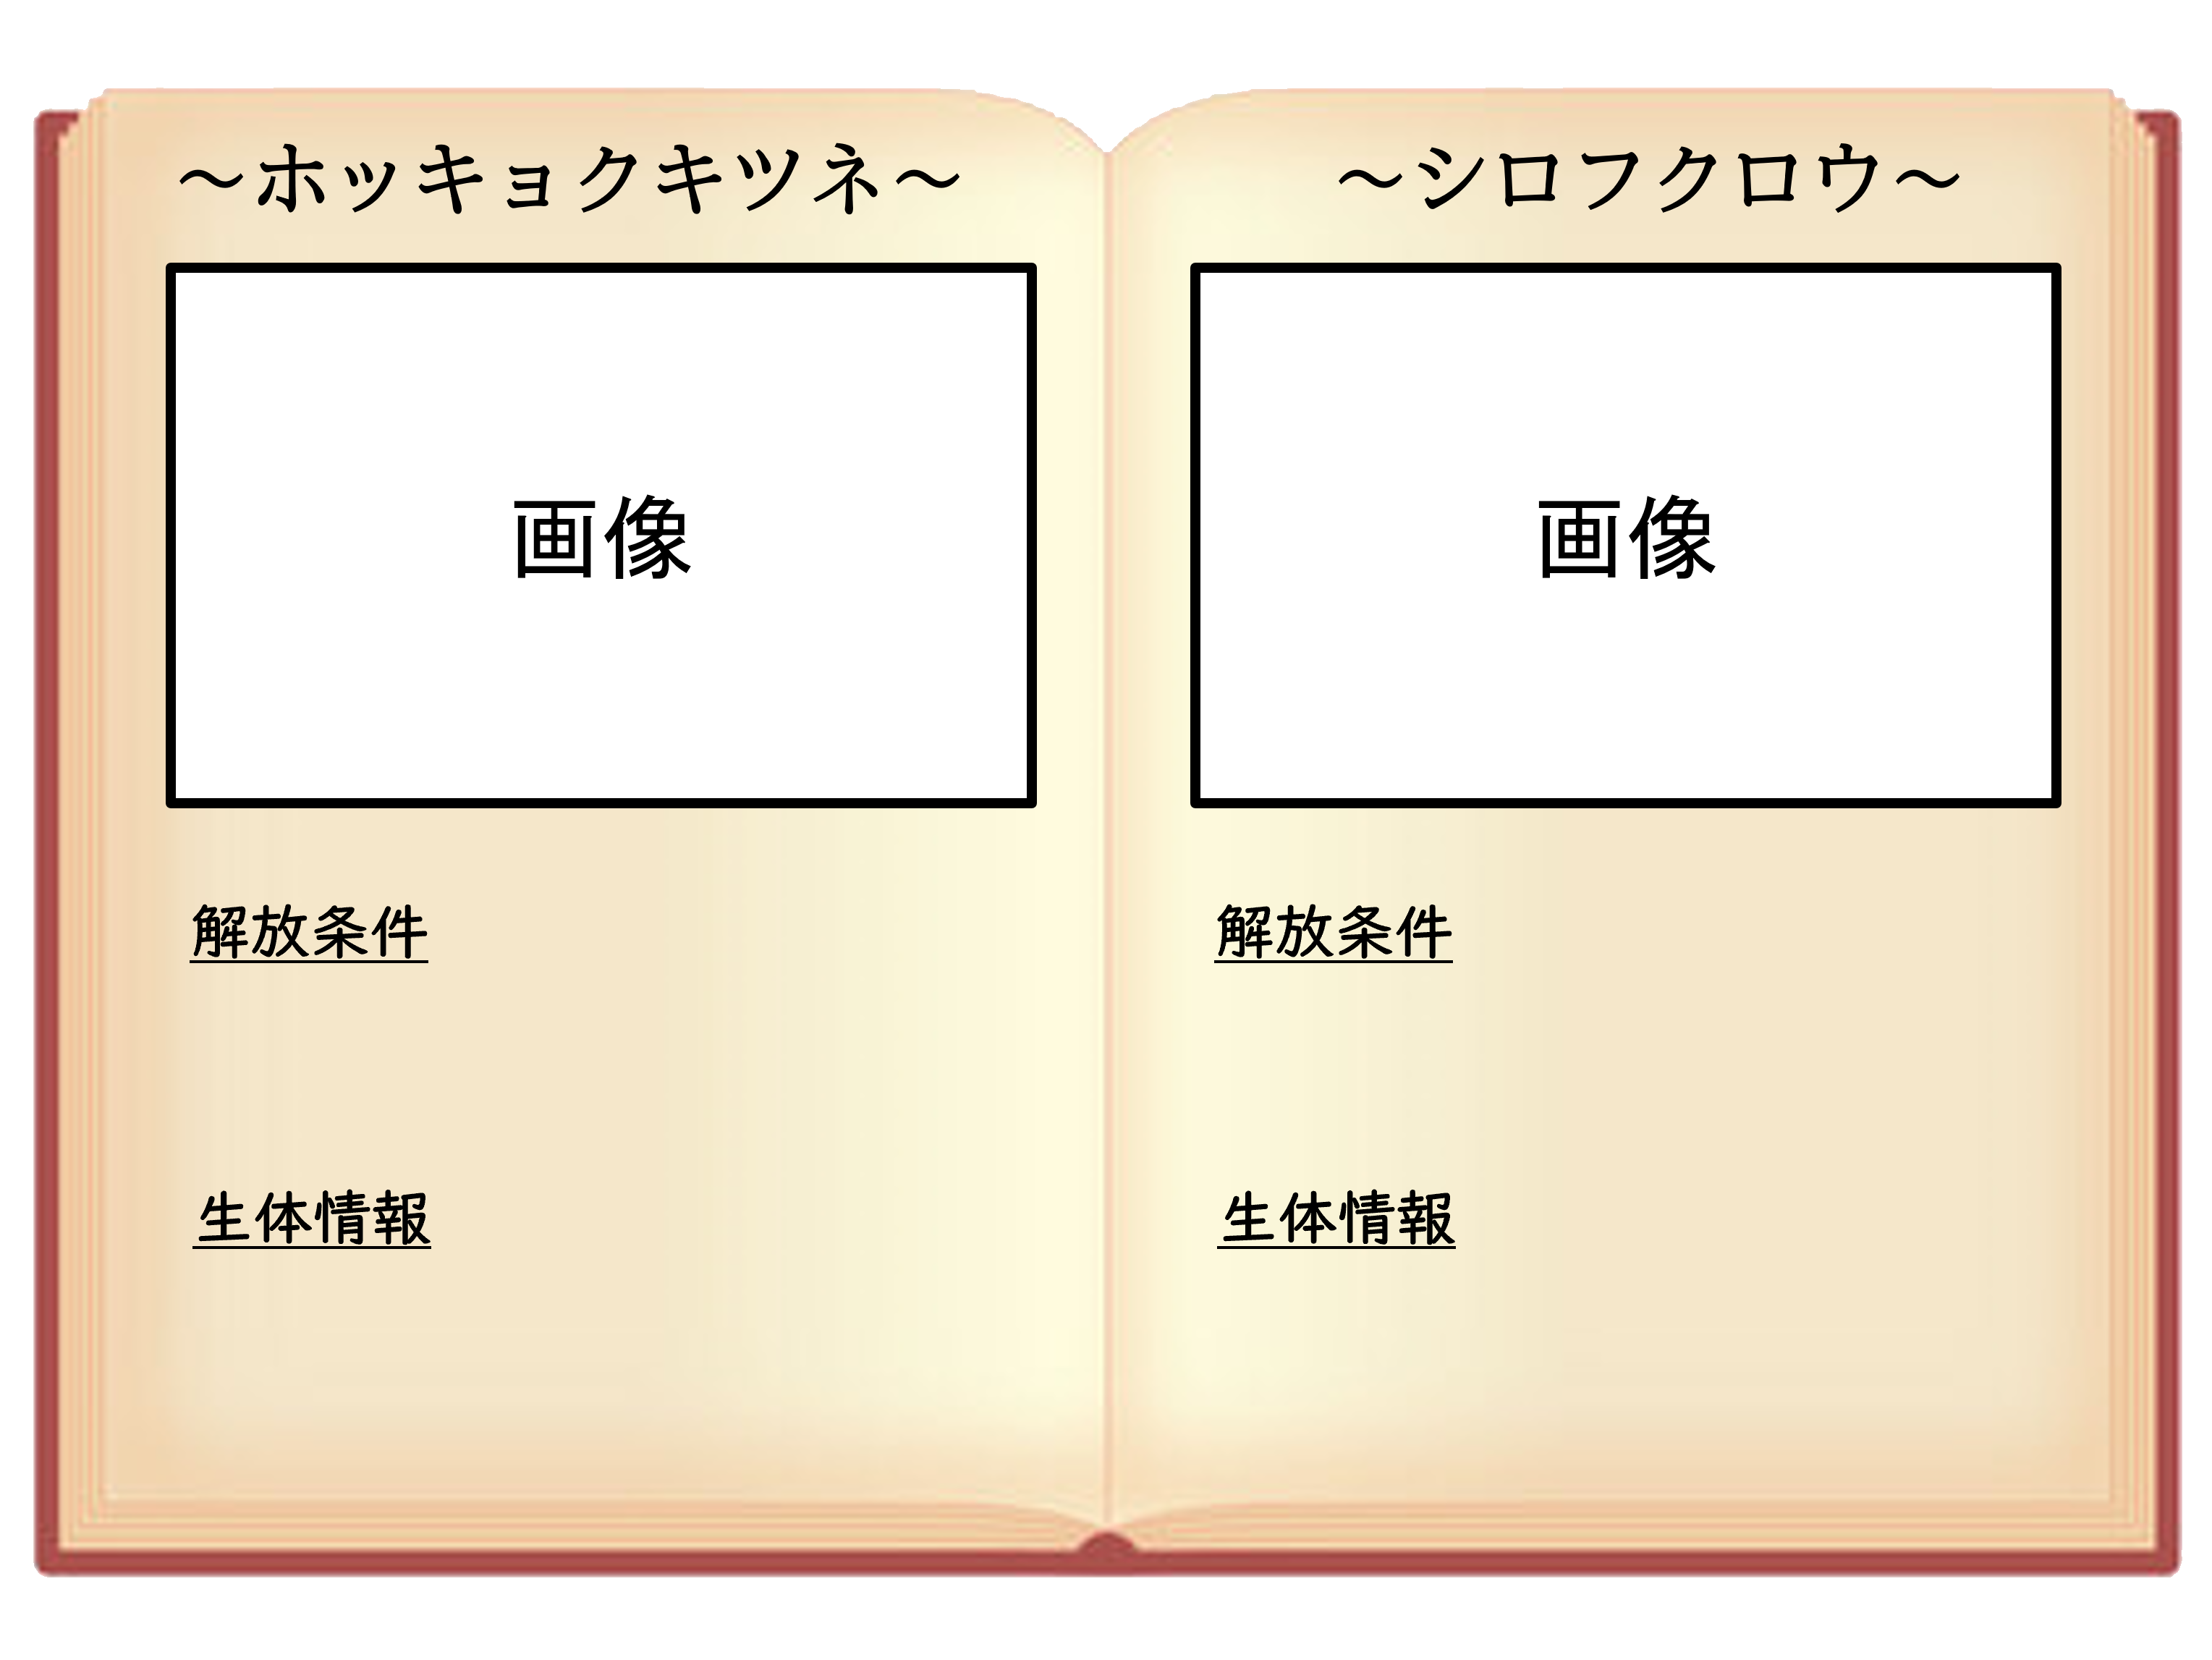 ～ホッキョクキツネ～
画像
解放条件
生体情報
～シロフクロウ～
画像
解放条件
生体情報